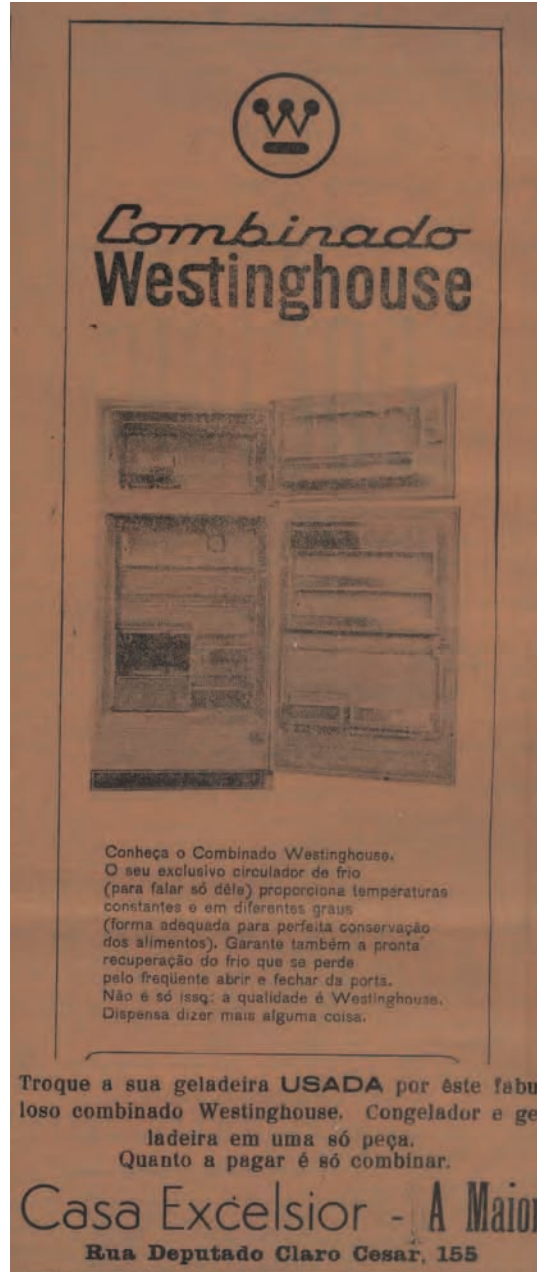 W
Combinado
Westinghouse
Conheça o Combinado Westinghouse.
O seu exclusivo circulador de frio
(para falar só dêle) proporciona temperaturas
constantes e em diferentes graus
(forma adequada para perfeita conservação
dos alimentos). Garante também a pronta
recuperação do frio que se perde
pelo freqüente abrir e fechar da porta.
Não é só isso: a qualidade é Westinghouse.
Dispensa dizer mais alguma coisa.
Troque a sua geladeira USADA por êste fabu
loso combinado Westinghouse. Congelador e ge
ladeira em uma só peça.
Quanto a pagar é só combinar.
Casa Excelsior - A Maior
Rua Deputado Claro Cesar, 155